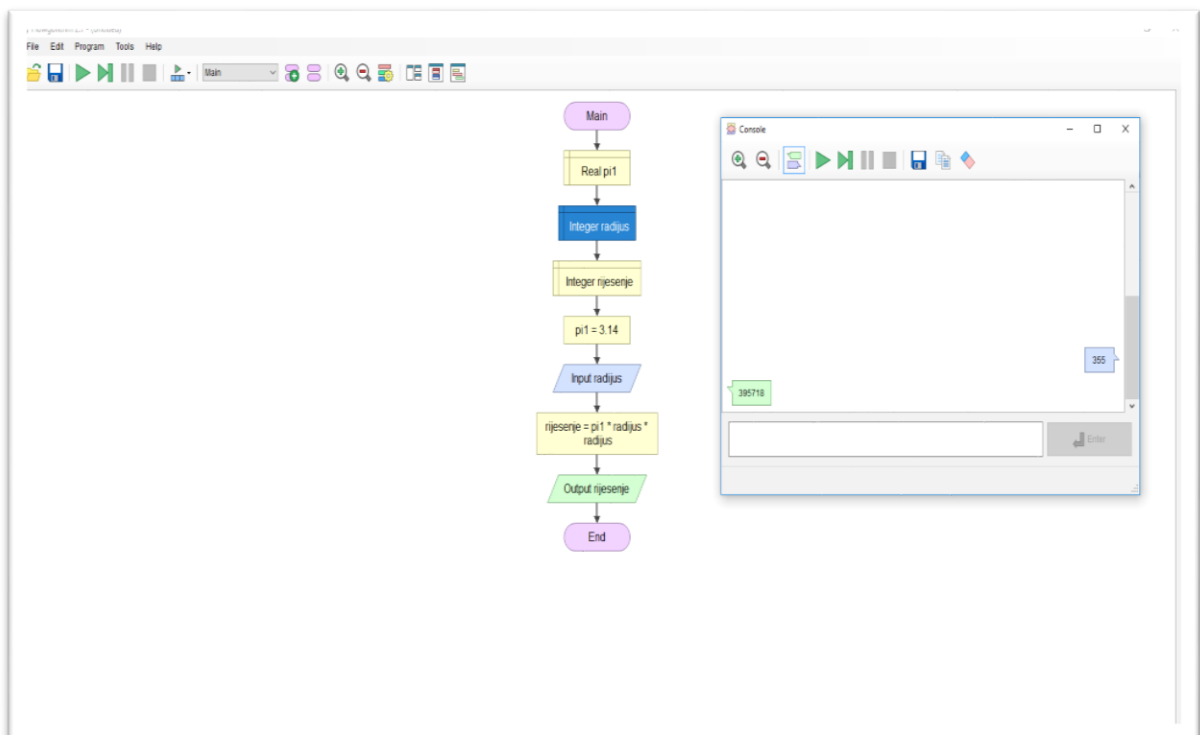 File Edit Program Tools Help
Main
Main
Real pi1
Integer radijus
Integer rijesenje
pi1 = 3.14
Input radijus
rijesenje = pi1 * radijus *
radijus
Output rijesenje
End
Console
355
395718
Enter